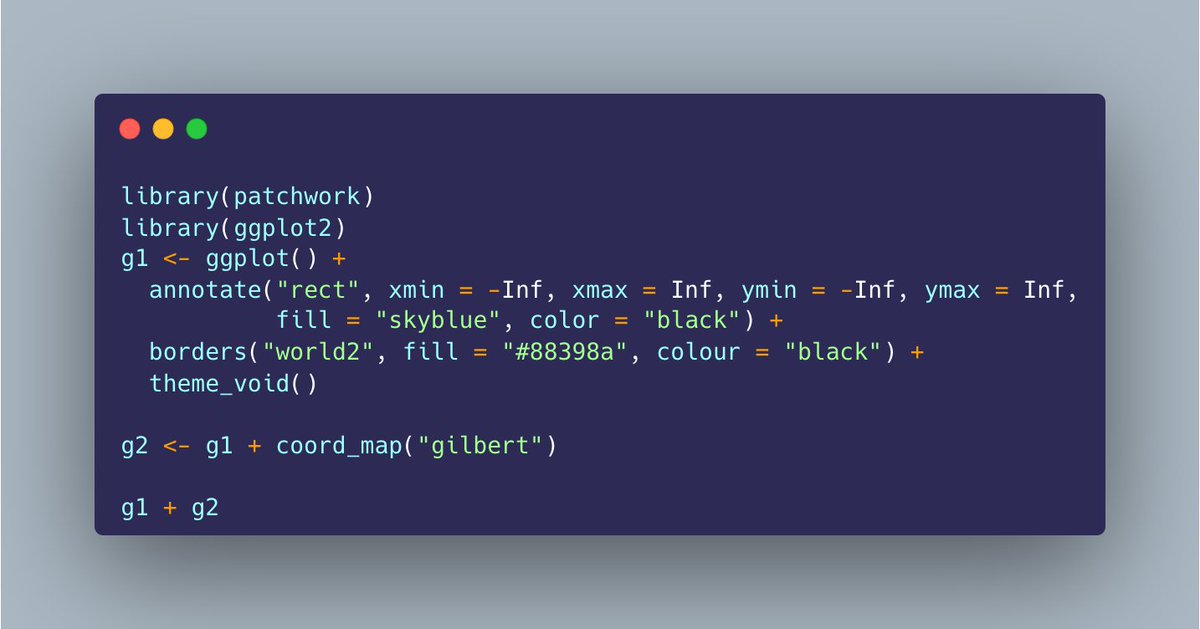 library(patchwork)
library(ggplot2)
g1 <- ggplot() +
  annotate("rect", xmin = -Inf, xmax = Inf, ymin = -Inf, ymax = Inf,
           fill = "skyblue", color = "black") +
  borders("world2", fill = "#88398a", colour = "black") +
  theme_void()

g2 <- g1 + coord_map("gilbert")

g1 + g2